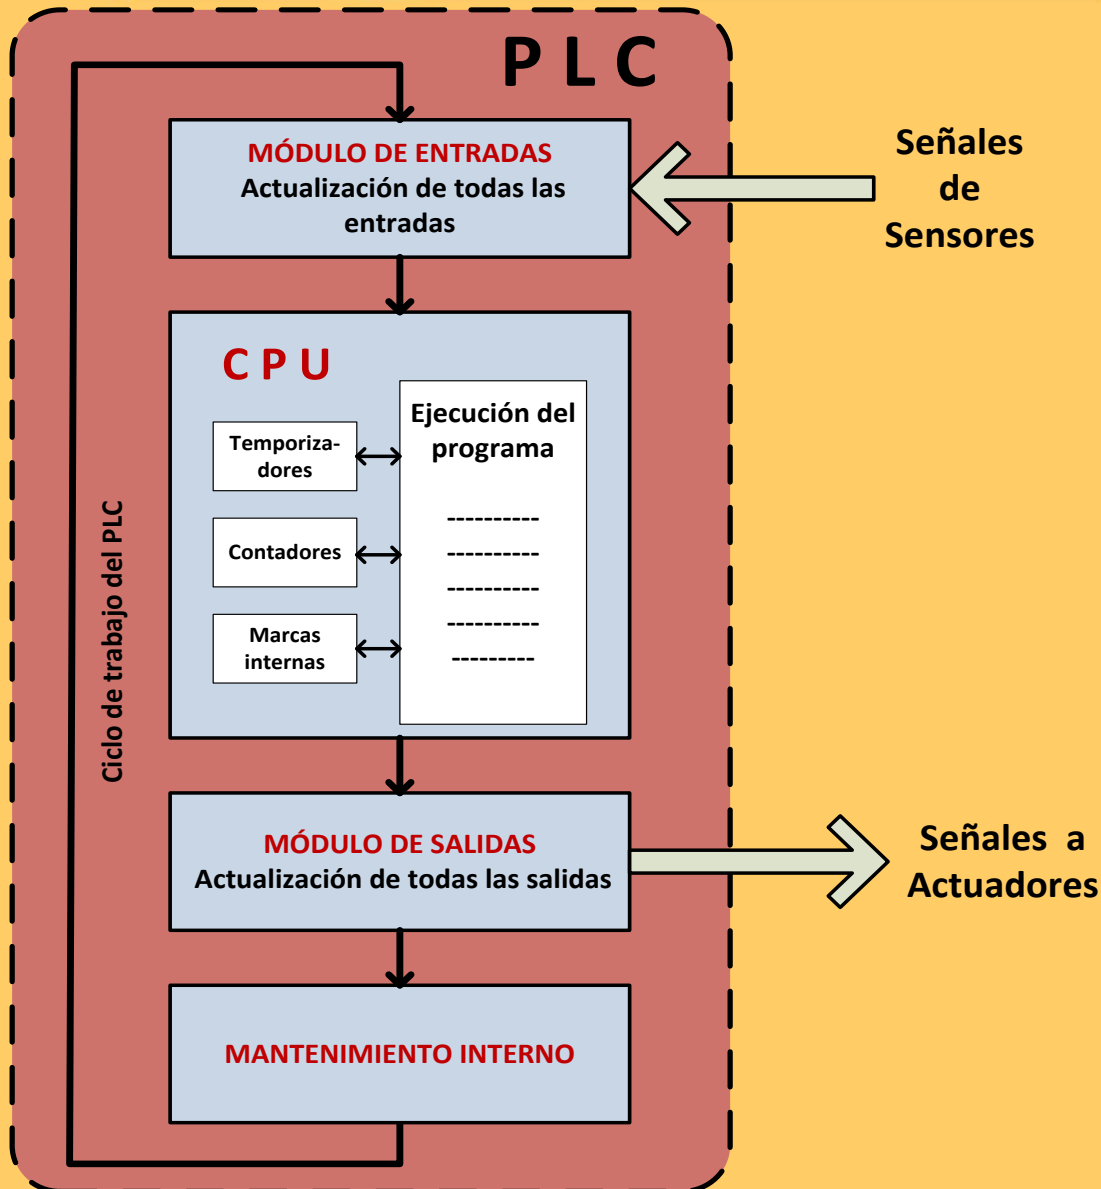 P L C
MÓDULO DE ENTRADAS
Actualización de todas las
entradas
Señales
de
Sensores
C P U
Ejecución del
programa
Temporiza-
dores
Contadores
Marcas
internas
----------
----------
----------
----------
---------
Ciclo de trabajo del PLC
MÓDULO DE SALIDAS
Actualización de todas las salidas
Señales a
Actuadores
MANTENIMIENTO INTERNO